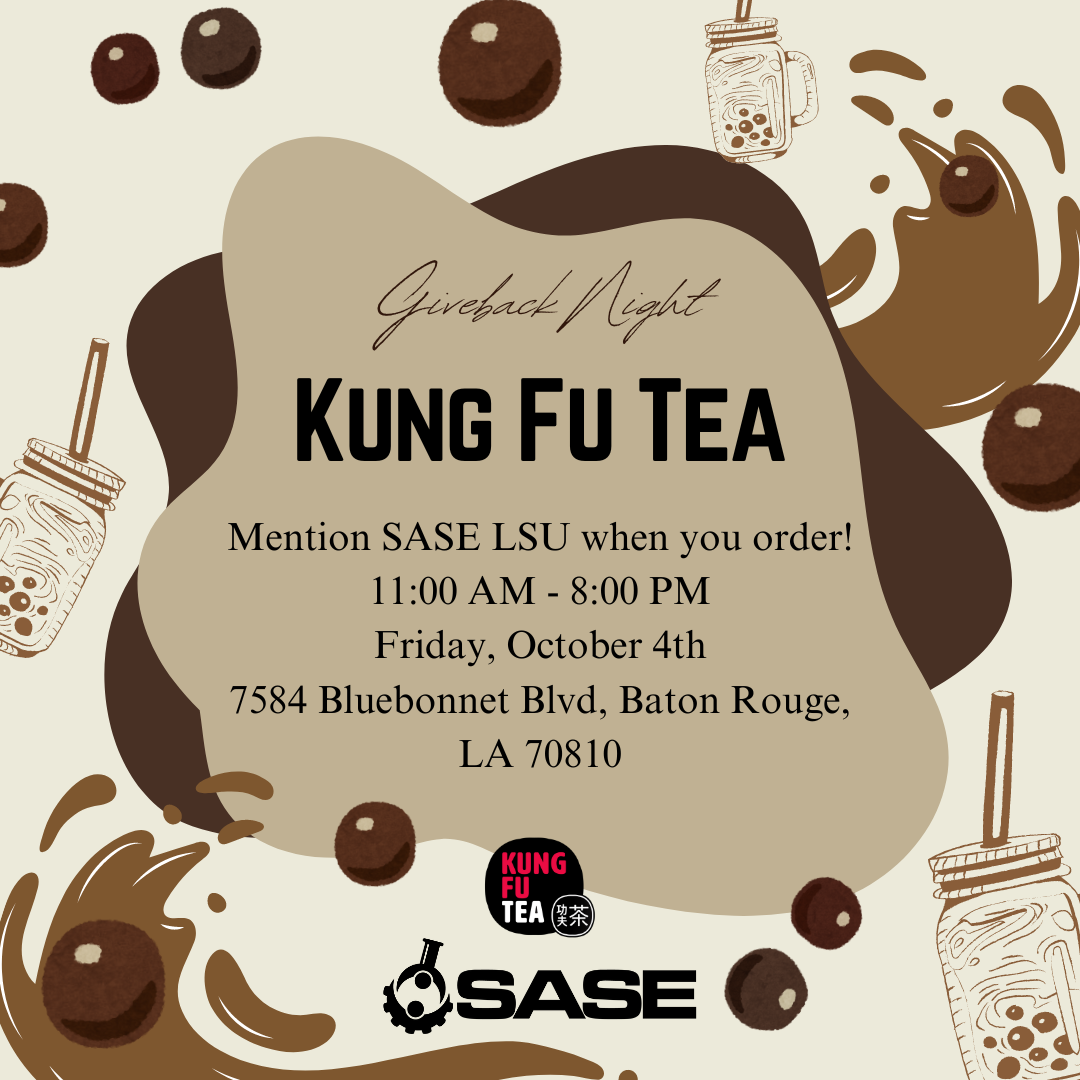 Giveback Night
KUNG FU TEA
Mention SASE LSU when you order!
11:00 AM - 8:00 PM
Friday, October 4th
7584 Bluebonnet Blvd, Baton Rouge,
LA 70810
KUNG
FU
TEA
功夫茶
SASE